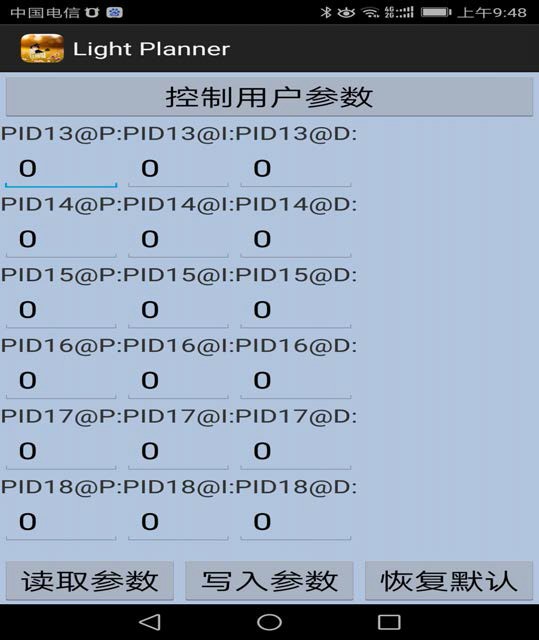 中国电信 上午9:48
Light Planner
控制用户参数
PID13@P:PID13@I:PID13@D:
0 0 0
PID14@P:PID14@I:PID14@D:
0 0 0
PID15@P:PID15@I:PID15@D:
0 0 0
PID16@P:PID16@I:PID16@D:
0 0 0
PID17@P:PID17@I:PID17@D:
0 0 0
PID18@P:PID18@I:PID18@D:
0 0 0
读取参数 写入参数 恢复默认